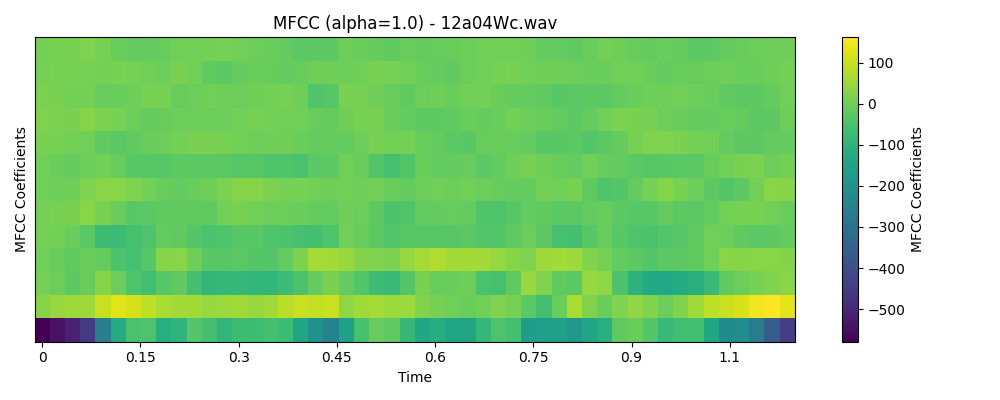 MFCC (alpha=1.0) - 12a04Wc.wav
MFCC Coefficients
0 0.15 0.3 0.45 0.6 0.75 0.9 1.1
Time
100
0
−100
−200
−300
−400
−500
MFCC Coefficients